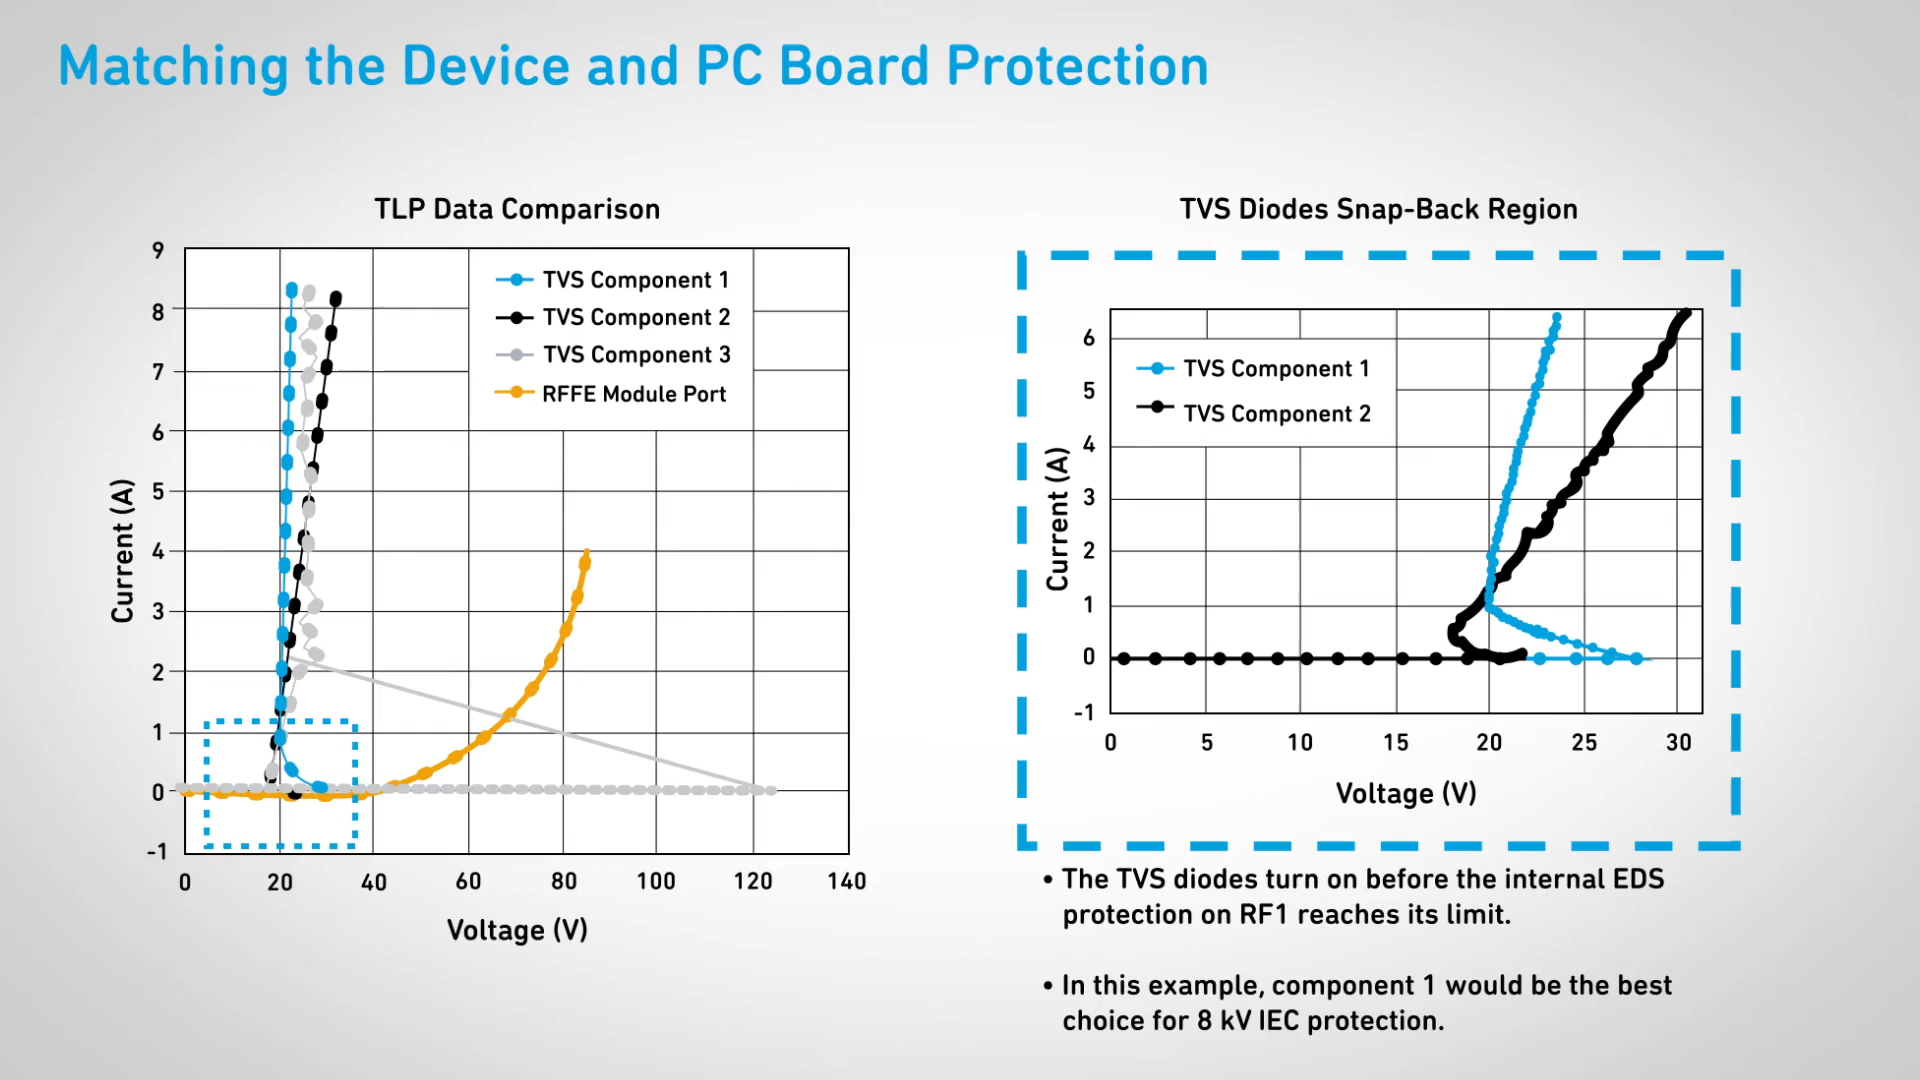 Matching the Device and PC Board Protection
TLP Data Comparison
9
8
7
6
5
4
3
2
1
0
-1
Current (A)
TVS Component 1
TVS Component 2
TVS Component 3
RFFE Module Port
0 20 40 60 80 100 120 140
Voltage (V)
TVS Diodes Snap-Back Region
6
5
4
3
2
1
0
-1
Current (A)
TVS Component 1
TVS Component 2
0 5 10 15 20 25 30
Voltage (V)
• The TVS diodes turn on before the internal EDS
protection on RF1 reaches its limit.
• In this example, component 1 would be the best
choice for 8 kV IEC protection.